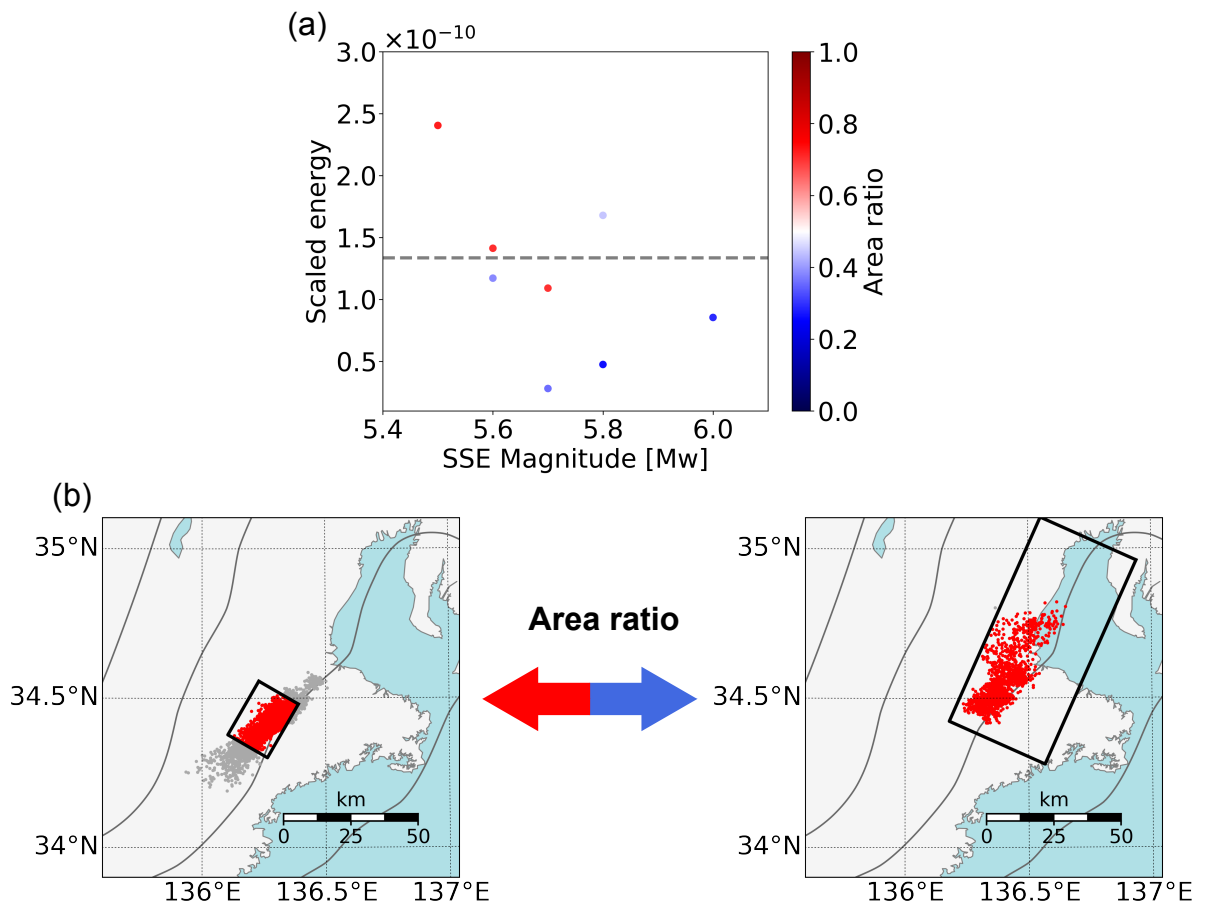 (a)
×10⁻¹⁰
3.0
2.5
2.0
1.5
1.0
0.5
Scaled energy
5.4 5.6 5.8 6.0
SSE Magnitude [Mw]
1.0
0.8
0.6
0.4
0.2
0.0
Area ratio
(b)
35°N
34.5°N
34°N
136°E 136.5°E 137°E
km
0 25 50
Area ratio
35°N
34.5°N
34°N
136°E 136.5°E 137°E
km
0 25 50